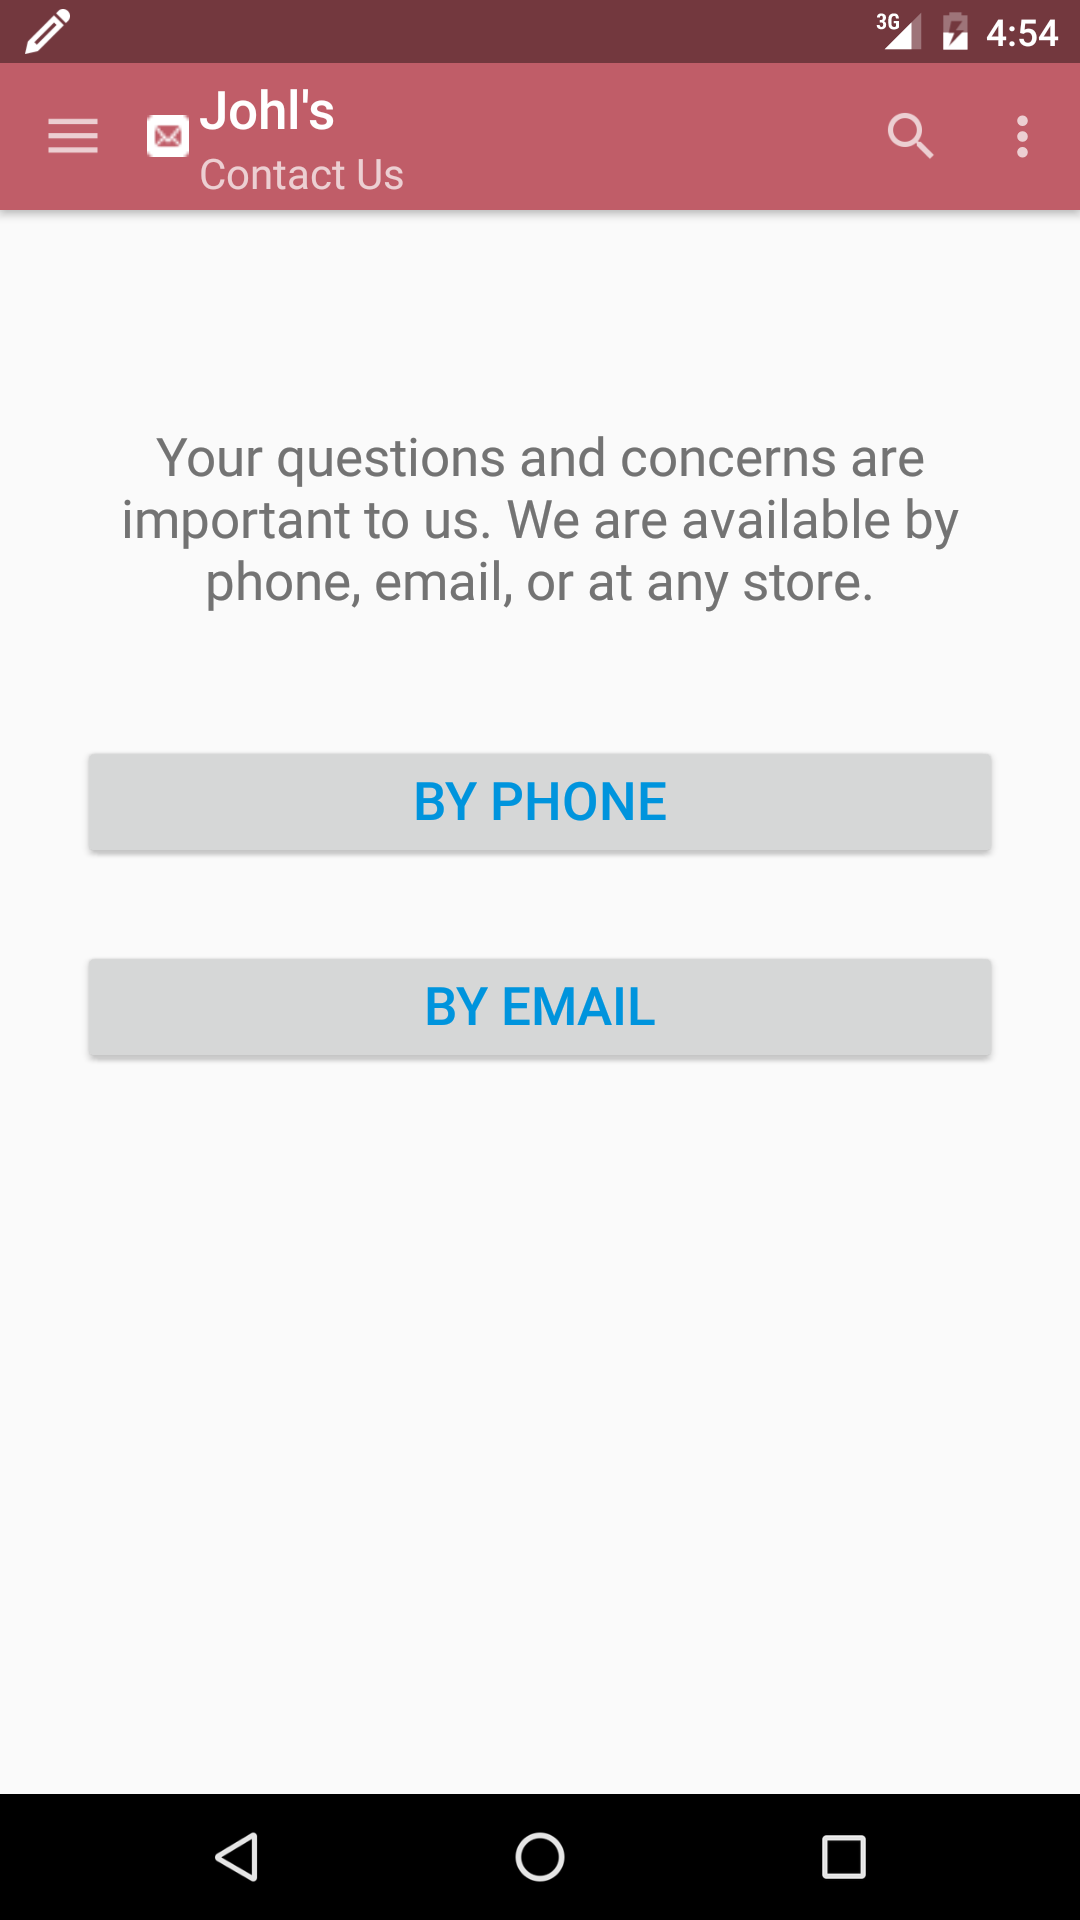 3G 4:54
Johl's
Contact Us
Your questions and concerns are
important to us. We are available by
phone, email, or at any store.
BY PHONE
BY EMAIL